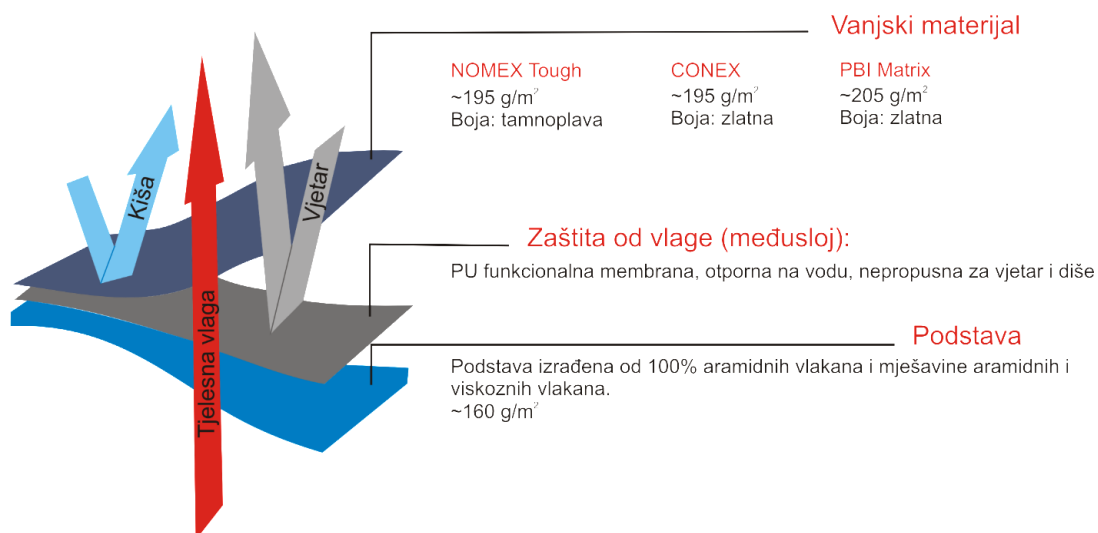 Vanjski materijal
NOMEX Tough
~195 g/m²
Boja: tamnoplava
CONEX
~195 g/m²
Boja: zlatna
PBI Matrix
~205 g/m²
Boja: zlatna
Kiša
Tjelesna vlaga
Vjetar
Zaštita od vlage (međusloj):
PU funkcionalna membrana, otporna na vodu, nepropusna za vjetar i diše
Podstava
Podstava izrađena od 100% aramidnih vlakana i mješavine aramidnih i
viskoznih vlakana.
~160 g/m²